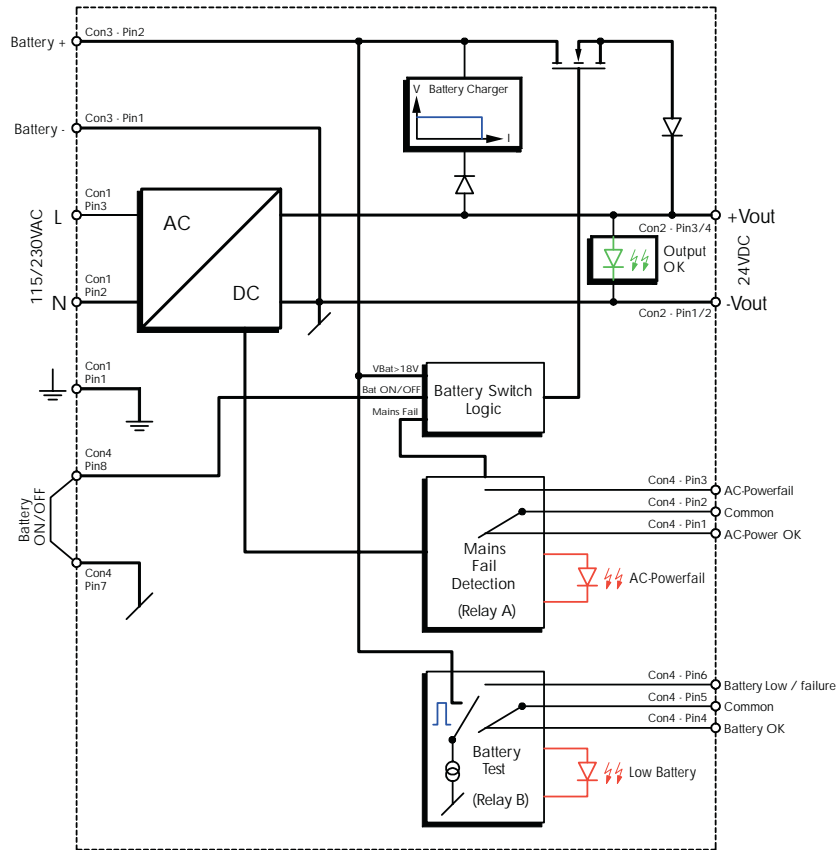 Battery +
Con3 - Pin2
Battery -
Con3 - Pin1
V
Battery Charger
I
115/230VAC
L
Con1
Pin3
N
Con1
Pin2
AC
DC
+Vout
Con2 - Pin3/4
24VDC
Output
OK
-Vout
Con2 - Pin1/2
Con1
Pin1
VBat>18V
Bat ON/OFF
Mains Fail
Battery Switch
Logic
Con4
Pin8
Battery
ON/OFF
Con4
Pin7
Mains
Fail
Detection
(Relay A)
Con4 - Pin3
AC-Powerfail
Con4 - Pin2
Common
Con4 - Pin1
AC-Power OK
AC-Powerfail
Battery
Test
(Relay B)
Con4 - Pin6
Battery Low / failure
Con4 - Pin5
Common
Con4 - Pin4
Battery OK
Low Battery